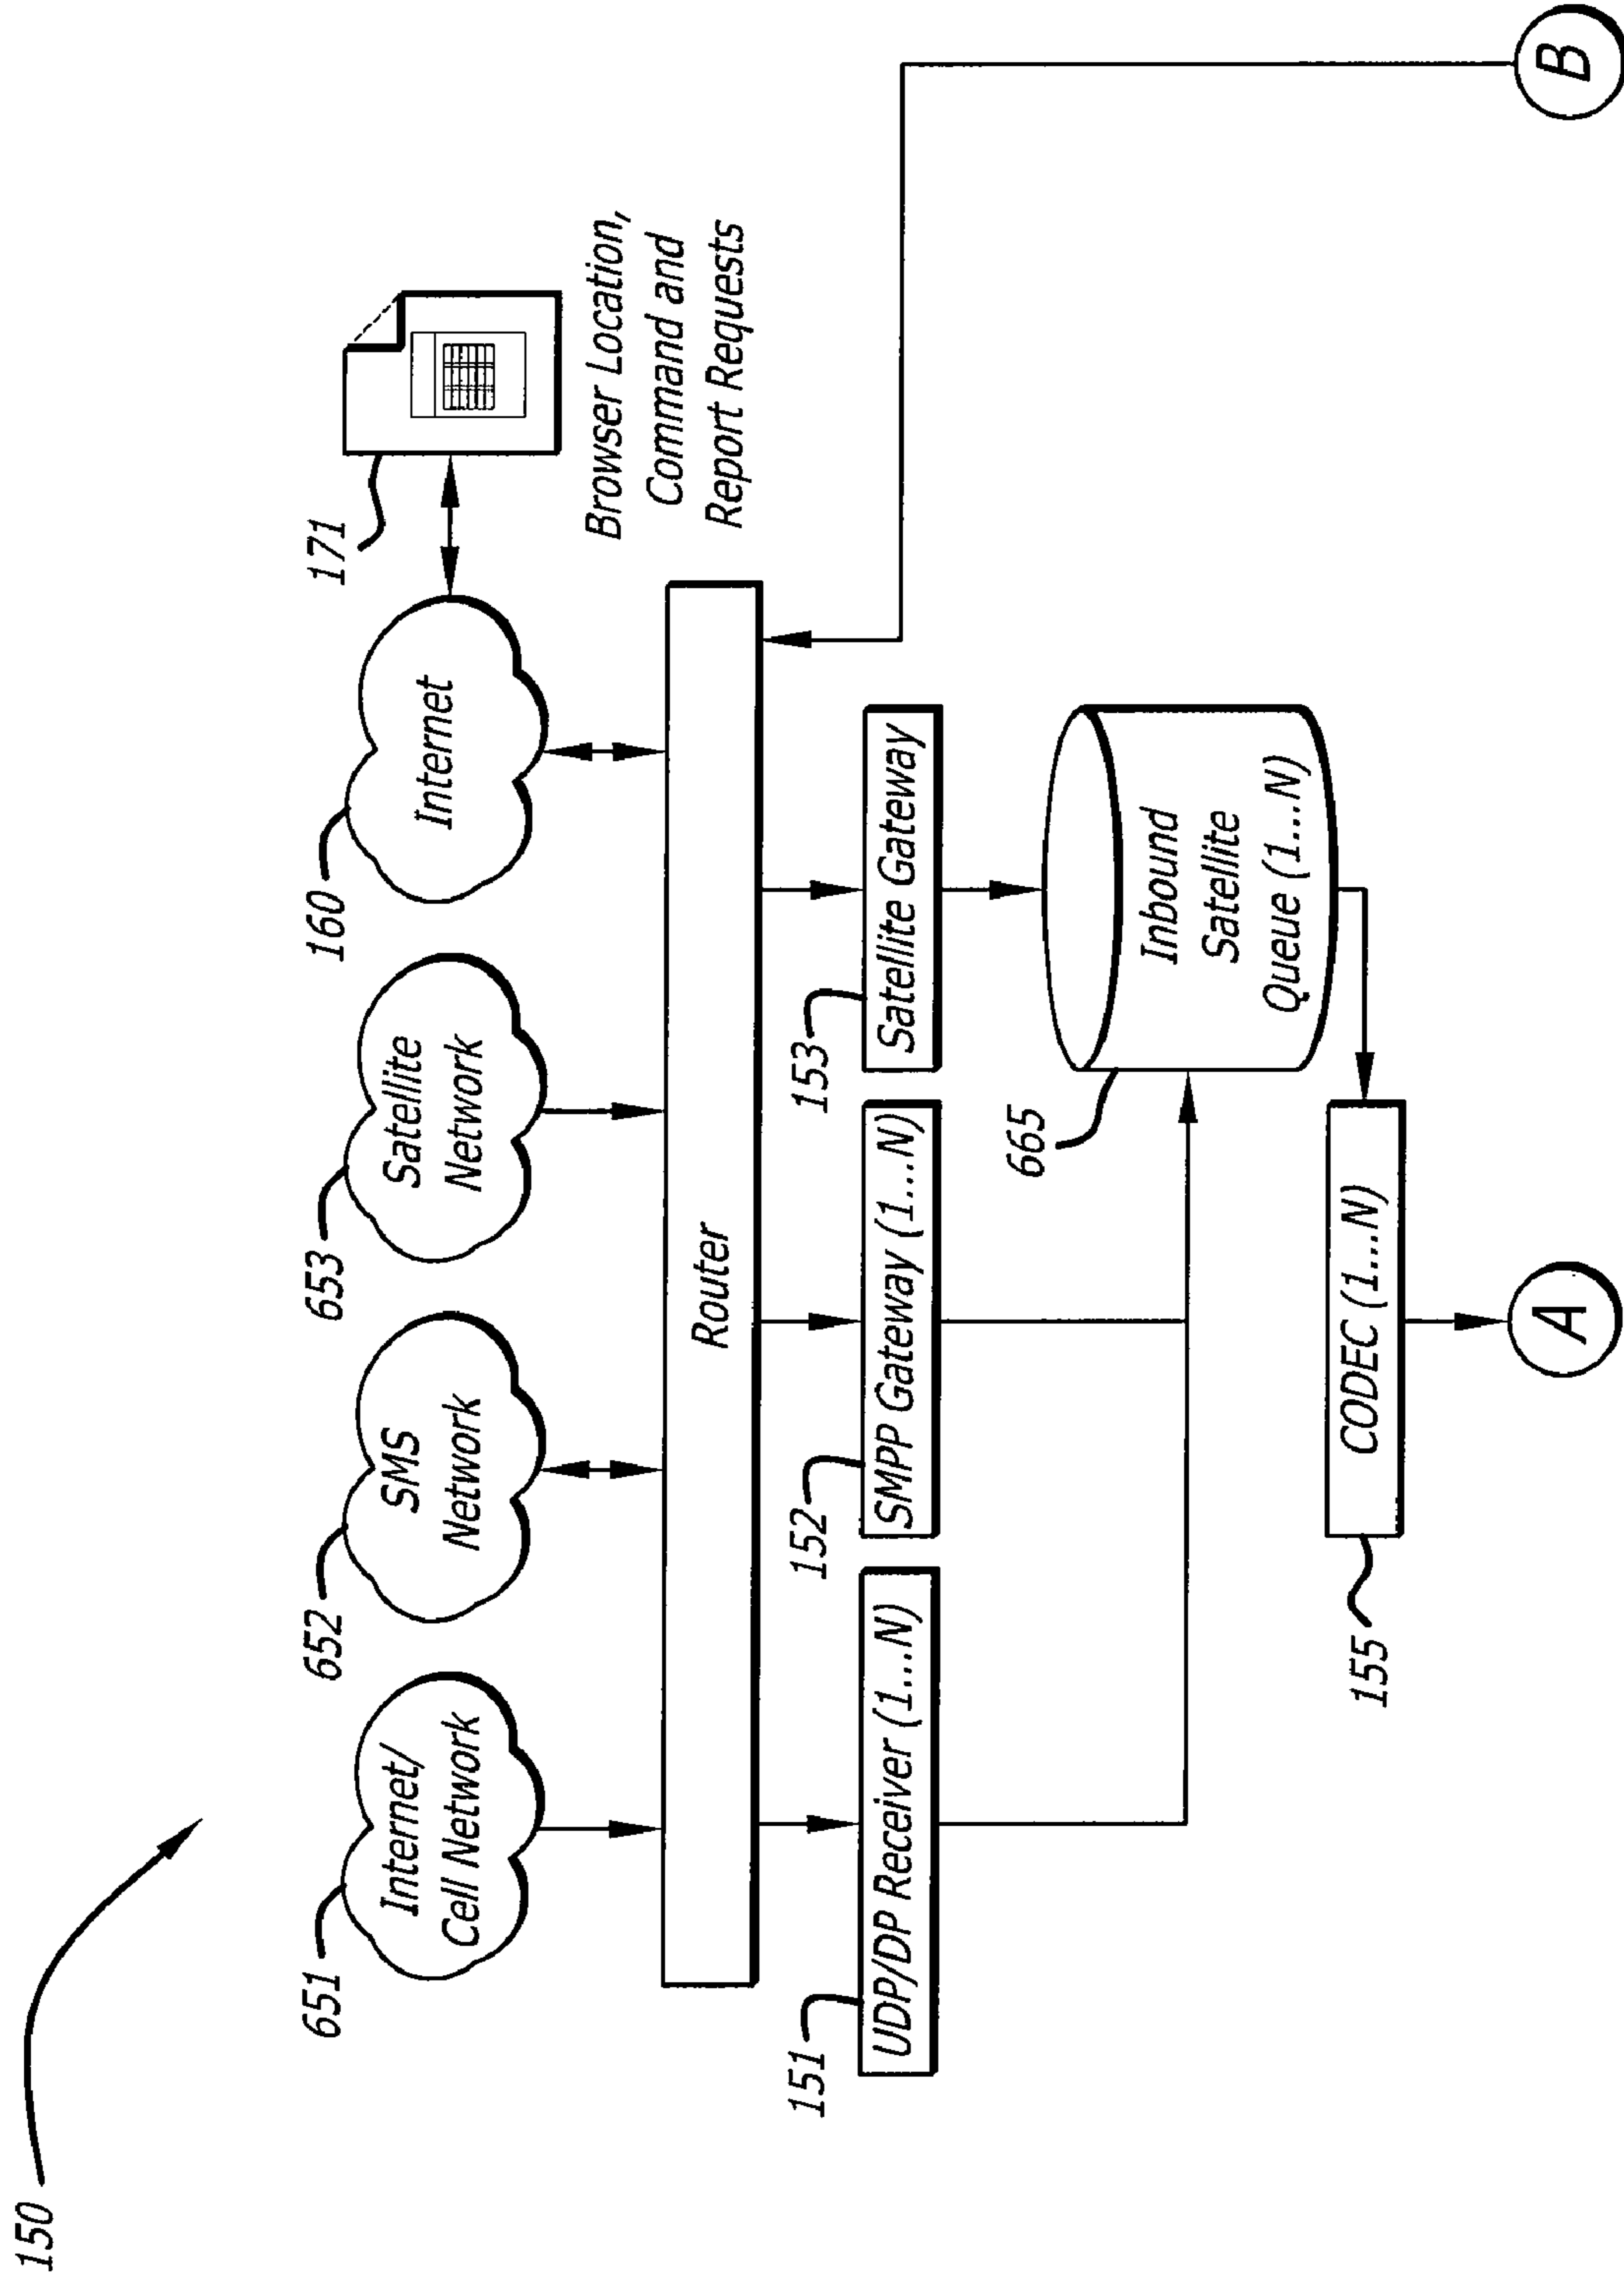 150
651
652
653
160
171
Internet/
Cell Network
SMS
Network
Satellite
Network
Internet
Browser Location,
Command and
Report Requests
Router
151
152
153
UDP/DP Receiver (1...N)
SMPP Gateway (1...N)
Satellite Gateway
665
Inbound
Satellite
Queue (1...N)
155
CODEC (1...N)
A
B